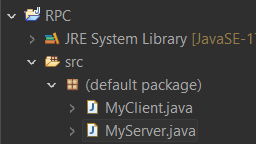 RPC
JRE System Library [JavaSE-1
src
(default package)
MyClient.java
MyServer.java